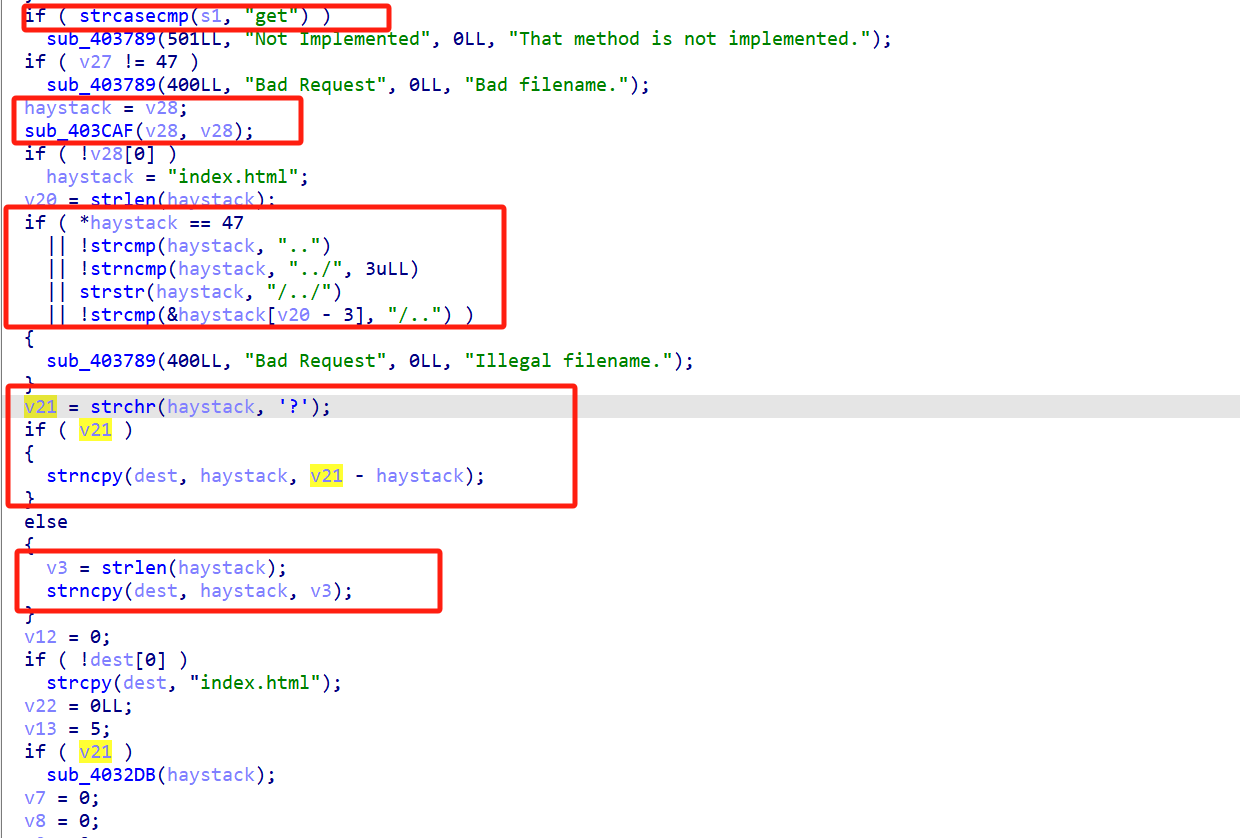 if ( strcasecmp(s1, "get") )
sub_403789(501LL, "Not Implemented", 0LL, "That method is not implemented.");
if ( v27 != 47 )
sub_403789(400LL, "Bad Request", 0LL, "Bad filename.");
haystack = v28;
sub_403CAF(v28, v28);
if ( !v28[0] )
haystack = "index.html";
v20 = strlen(haystack);
if ( *haystack == 47
|| !strcmp(haystack, "..")
|| !strncmp(haystack, "../", 3uLL)
|| strstr(haystack, "/../")
|| !strcmp(&haystack[v20 - 3], "/..") )
{
sub_403789(400LL, "Bad Request", 0LL, "Illegal filename.");
}
v21 = strchr(haystack, '?');
if ( v21 )
{
strncpy(dest, haystack, v21 - haystack);
}
else
{
v3 = strlen(haystack);
strncpy(dest, haystack, v3);
}
v12 = 0;
if ( !dest[0] )
strcpy(dest, "index.html");
v22 = 0LL;
v13 = 5;
if ( v21 )
sub_4032DB(haystack);
v7 = 0;
v8 = 0;